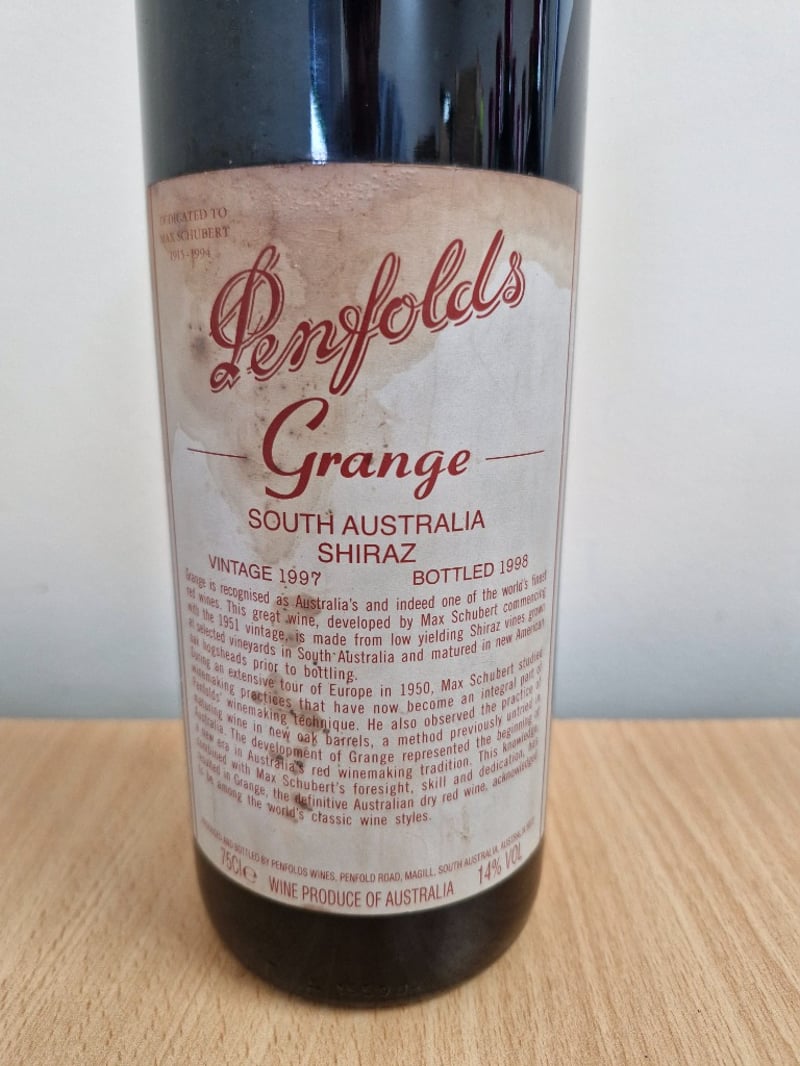 DEDICATED TO
MAX SCHUBERT
1915-1994
Penfolds
Grange
SOUTH AUSTRALIA
SHIRAZ
VINTAGE 1997 BOTTLED 1998
Grange is recognised as Australia's and indeed one of the world's finest
red wines. This great wine, developed by Max Schubert commencing
with the 1951 vintage, is made from low yielding Shiraz vines grown
at selected vineyards in South Australia and matured in new American
oak hogsheads prior to bottling.
During an extensive tour of Europe in 1950, Max Schubert studied
winemaking practices that have now become an integral part of
Penfolds' winemaking technique. He also observed the practice of
maturing wine in new oak barrels, a method previously untried in
Australia. The development of Grange represented the beginning of
a new era in Australia's red winemaking tradition. This knowledge,
combined with Max Schubert's foresight, skill and dedication, has
resulted in Grange, the definitive Australian dry red wine, acknowledged
to be among the world's classic wine styles.
PRODUCED AND BOTTLED BY PENFOLDS WINES, PENFOLD ROAD, MAGILL, SOUTH AUSTRALIA, AUSTRALIA
75Cl e WINE PRODUCE OF AUSTRALIA 14% VOL